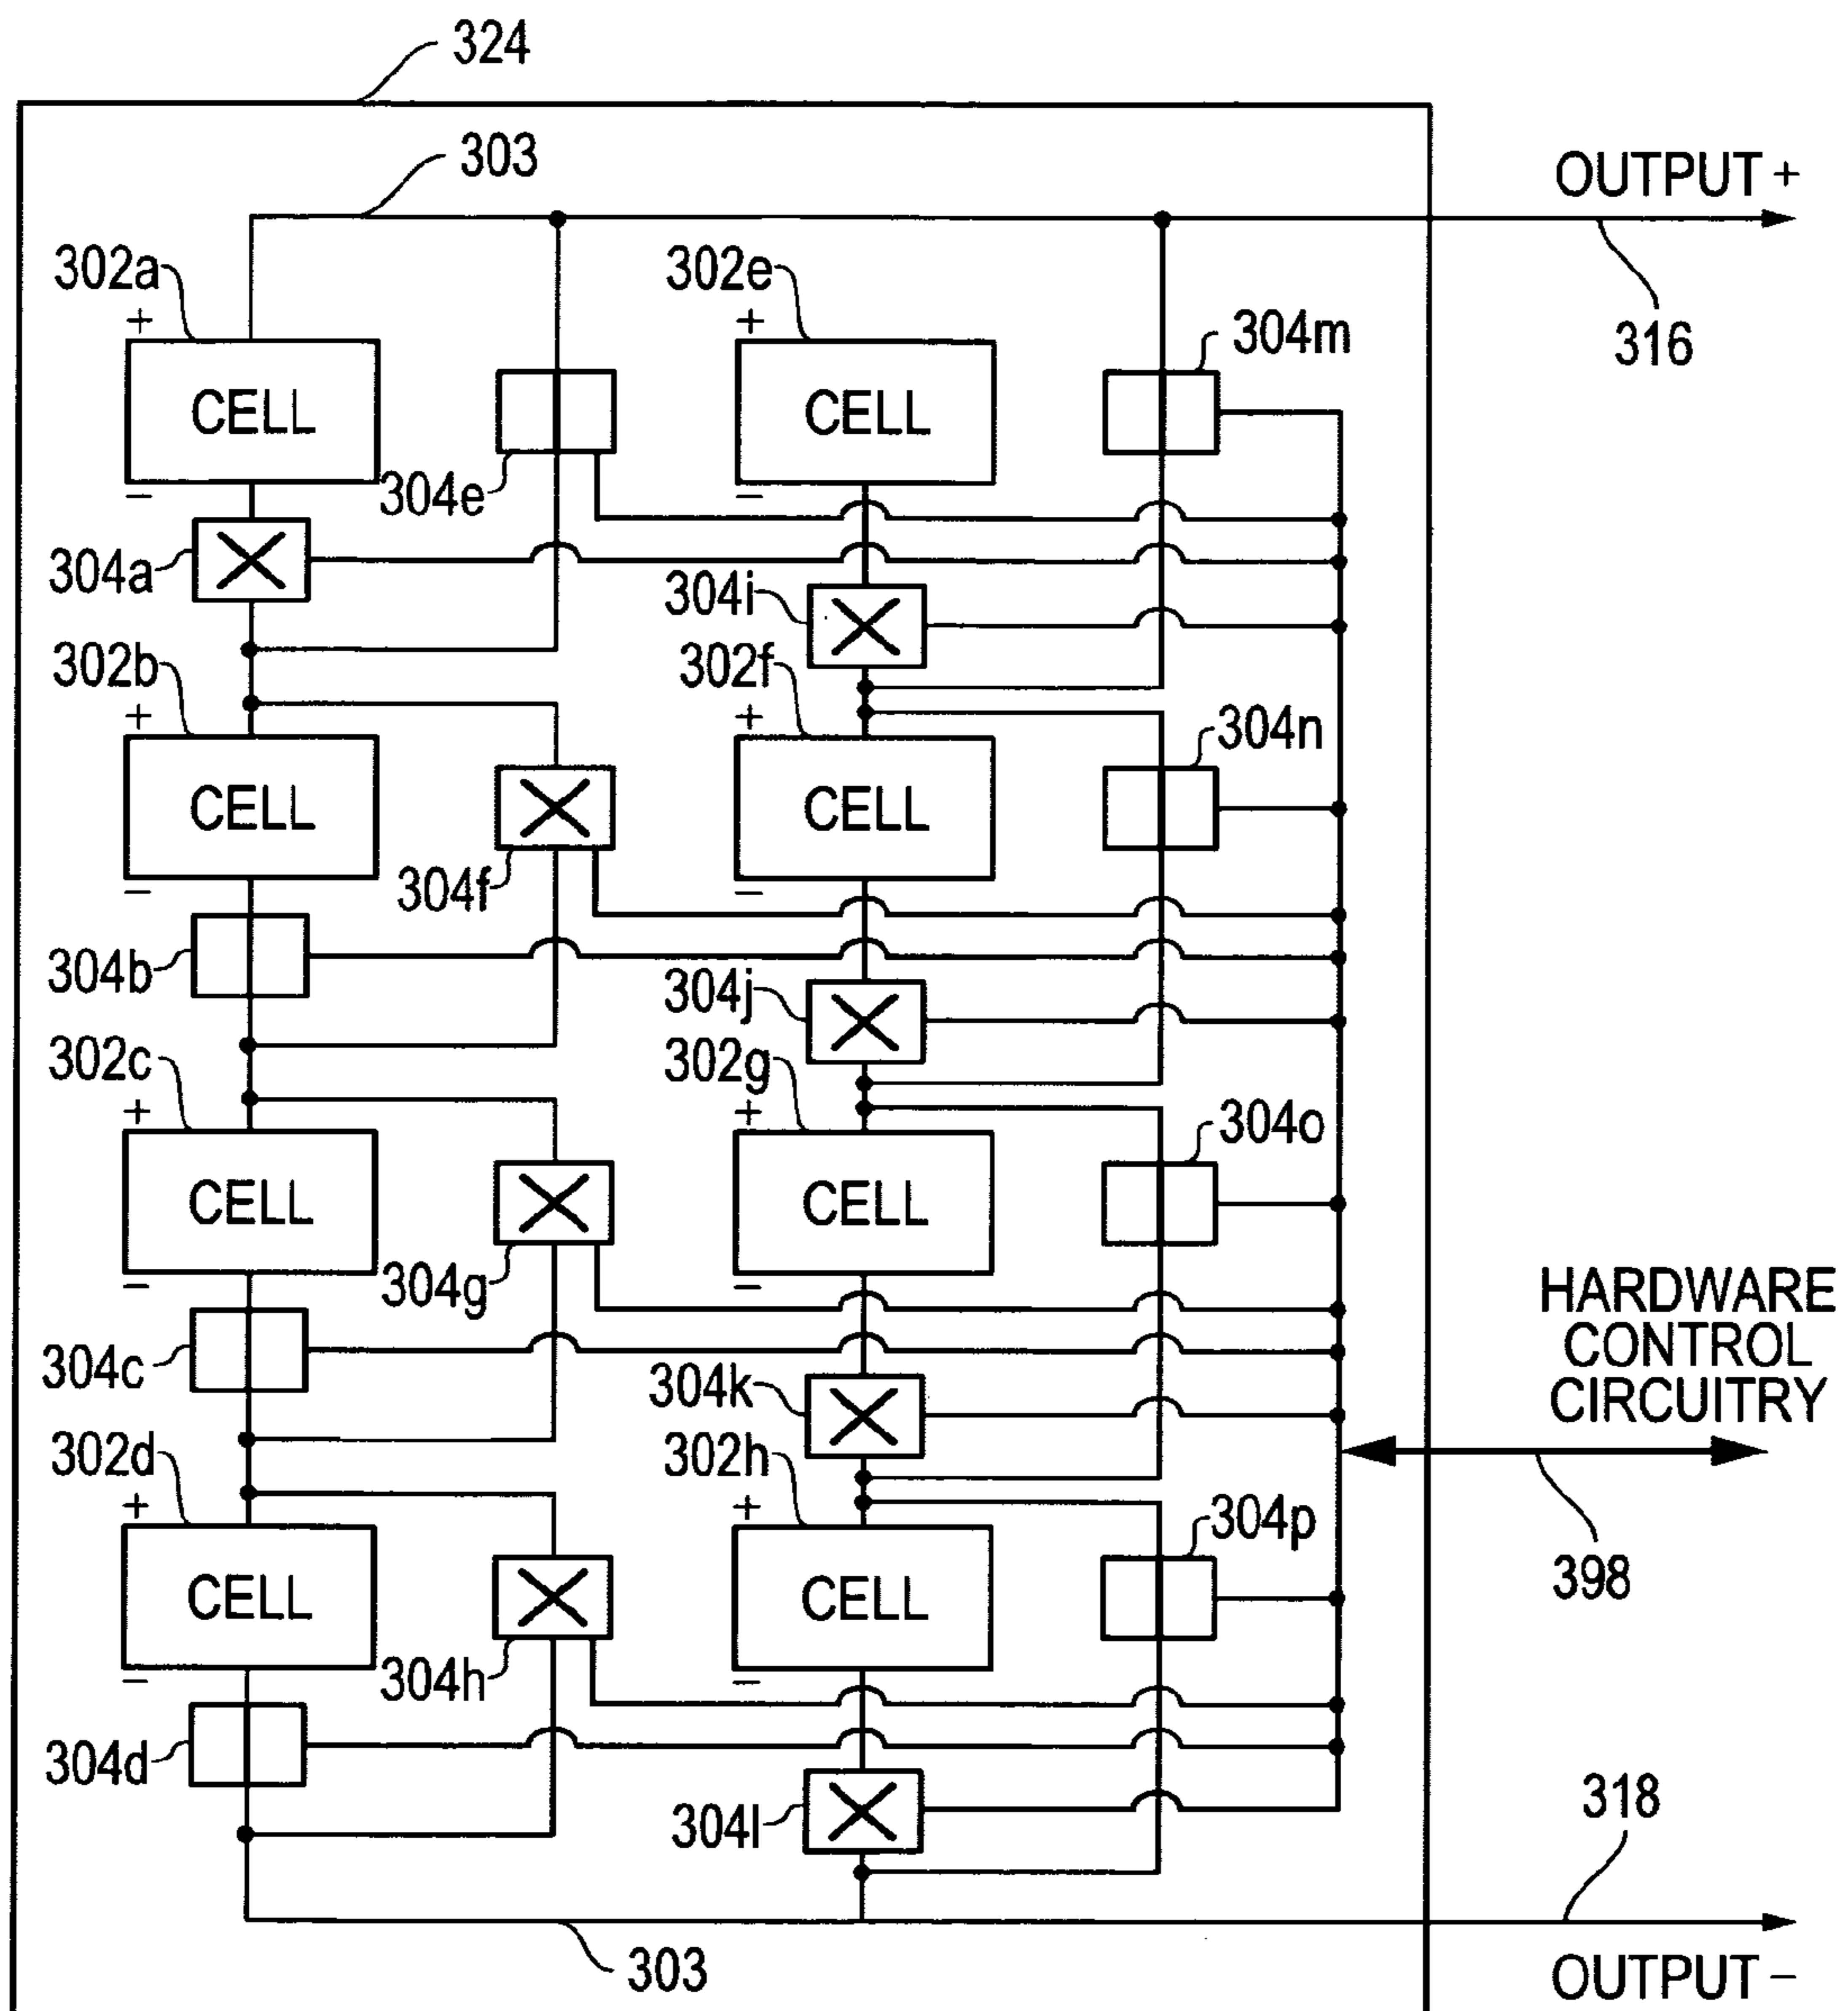 324
303
OUTPUT +
302a
302e
316
+
+
304m
CELL
CELL
304e
−
−
304a
304i
302b
302f
+
+
304n
CELL
CELL
304f
−
−
304b
304j
302c
302g
+
+
304o
CELL
CELL
304g
−
−
HARDWARE
CONTROL
CIRCUITRY
304c
304k
302d
302h
+
+
304p
398
CELL
CELL
304h
−
−
304d
304l
318
303
OUTPUT −